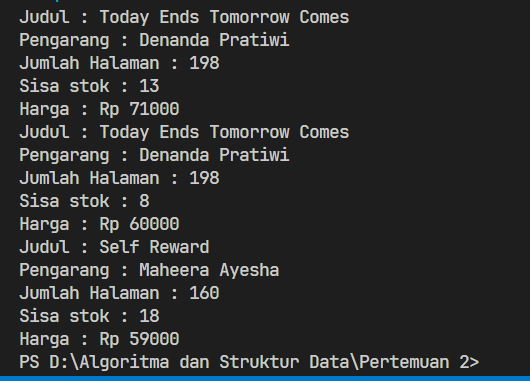 Judul : Today Ends Tomorrow Comes
Pengarang : Denanda Pratiwi
Jumlah Halaman : 198
Sisa stok : 13
Harga : Rp 71000
Judul : Today Ends Tomorrow Comes
Pengarang : Denanda Pratiwi
Jumlah Halaman : 198
Sisa stok : 8
Harga : Rp 60000
Judul : Self Reward
Pengarang : Maheera Ayesha
Jumlah Halaman : 160
Sisa stok : 18
Harga : Rp 59000
PS D:\Algoritma dan Struktur Data\Pertemuan 2>